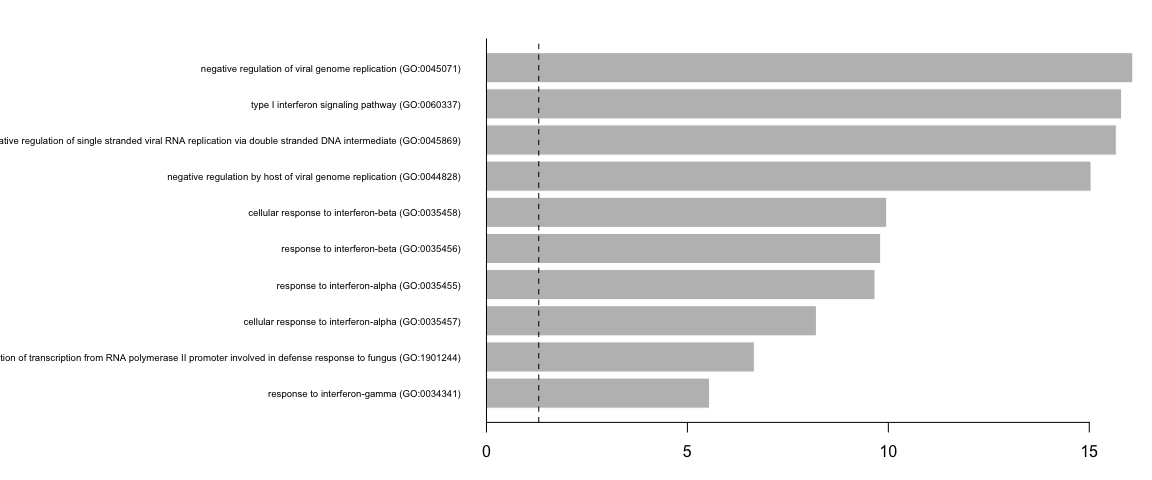 negative regulation of viral genome replication (GO:0045071)
type I interferon signaling pathway (GO:0060337)
ative regulation of single stranded viral RNA replication via double stranded DNA intermediate (GO:0045869)
negative regulation by host of viral genome replication (GO:0044828)
cellular response to interferon-beta (GO:0035458)
response to interferon-beta (GO:0035456)
response to interferon-alpha (GO:0035455)
cellular response to interferon-alpha (GO:0035457)
tion of transcription from RNA polymerase II promoter involved in defense response to fungus (GO:1901244)
response to interferon-gamma (GO:0034341)
0 5 10 15